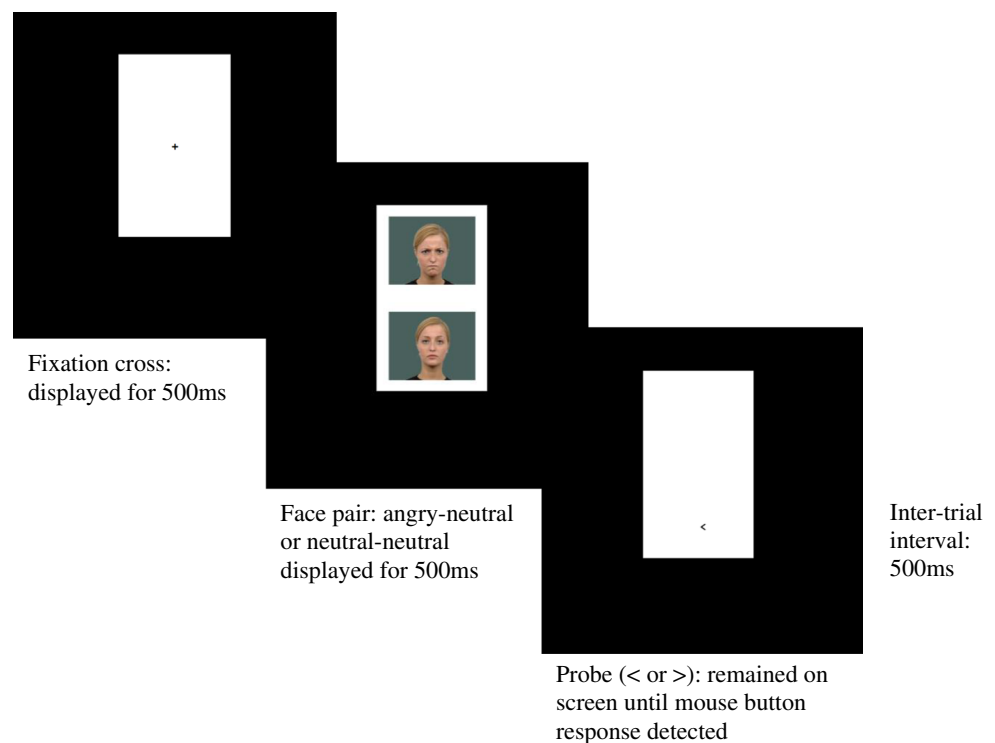 +
Fixation cross:
displayed for 500ms
Face pair: angry-neutral
or neutral-neutral
displayed for 500ms
<
Probe (< or >): remained on
screen until mouse button
response detected
Inter-trial
interval:
500ms